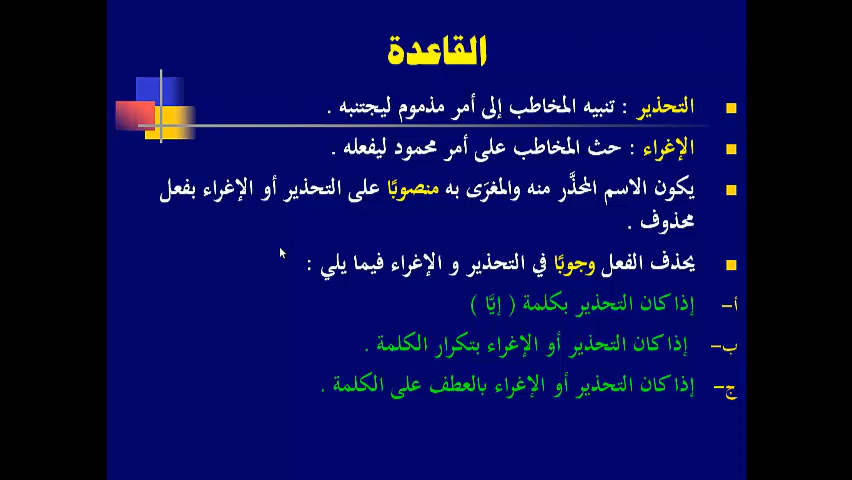 القاعدة
التحذير : تنبيه المخاطب إلى أمر مذموم ليجتنبه .
الإغراء : حث المخاطب على أمر محمود ليفعله .
يكون الاسم المحذَّر منه والمغرَى به منصوبًا على التحذير أو الإغراء بفعل
محذوف .
يحذف الفعل وجوبًا في التحذير و الإغراء فيما يلي :
أ- إذا كان التحذير بكلمة ( إيَّا )
ب- إذا كان التحذير أو الإغراء بتكرار الكلمة .
ج- إذا كان التحذير أو الإغراء بالعطف على الكلمة .